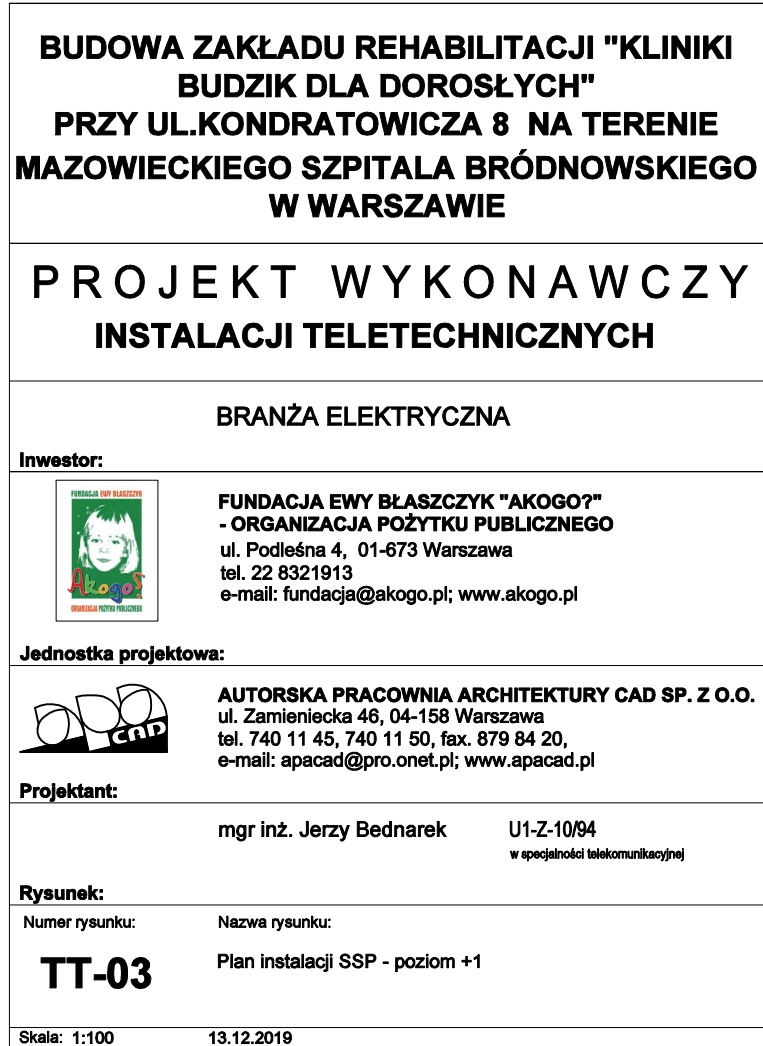 BUDOWA ZAKŁADU REHABILITACJI "KLINIKI
BUDZIK DLA DOROSŁYCH"
PRZY UL.KONDRATOWICZA 8 NA TERENIE
MAZOWIECKIEGO SZPITALA BRÓDNOWSKIEGO
W WARSZAWIE
PROJEKT WYKONAWCZY
INSTALACJI TELETECHNICZNYCH
BRANŻA ELEKTRYCZNA
Inwestor:
FUNDACJA EWY BŁASZCZYK
Akogo?
ORGANIZACJA POŻYTKU PUBLICZNEGO
FUNDACJA EWY BŁASZCZYK "AKOGO?"
- ORGANIZACJA POŻYTKU PUBLICZNEGO
ul. Podleśna 4, 01-673 Warszawa
tel. 22 8321913
e-mail: fundacja@akogo.pl; www.akogo.pl
Jednostka projektowa:
apa
CAD
AUTORSKA PRACOWNIA ARCHITEKTURY CAD SP. Z O.O.
ul. Zamieniecka 46, 04-158 Warszawa
tel. 740 11 45, 740 11 50, fax. 879 84 20,
e-mail: apacad@pro.onet.pl; www.apacad.pl
Projektant:
mgr inż. Jerzy Bednarek U1-Z-10/94
w specjalności telekomunikacyjnej
Rysunek:
Numer rysunku: Nazwa rysunku:
TT-03 Plan instalacji SSP - poziom +1
Skala: 1:100 13.12.2019